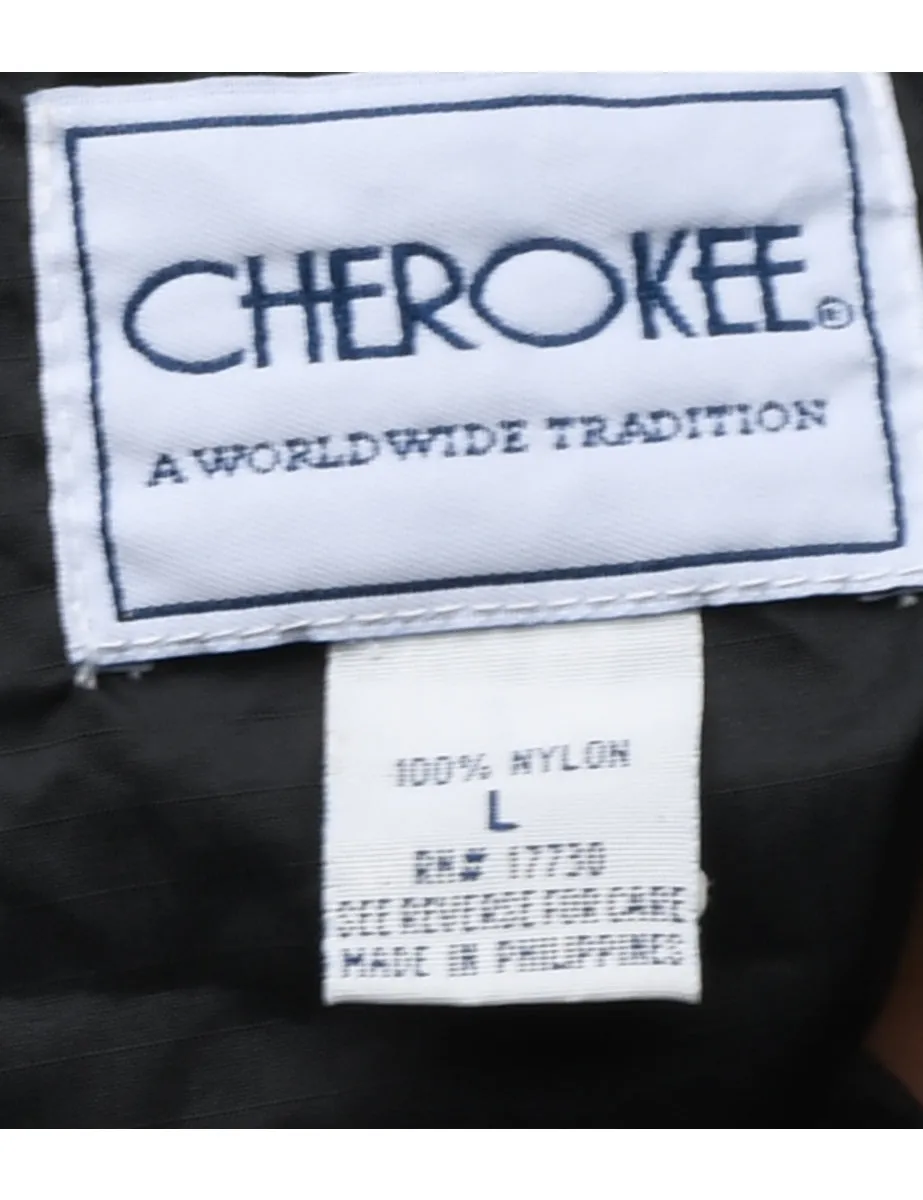 CHEROKEE®
A WORLDWIDE TRADITION
100% NYLON
L
RN# 17730
SEE REVERSE FOR CARE
MADE IN PHILIPPINES